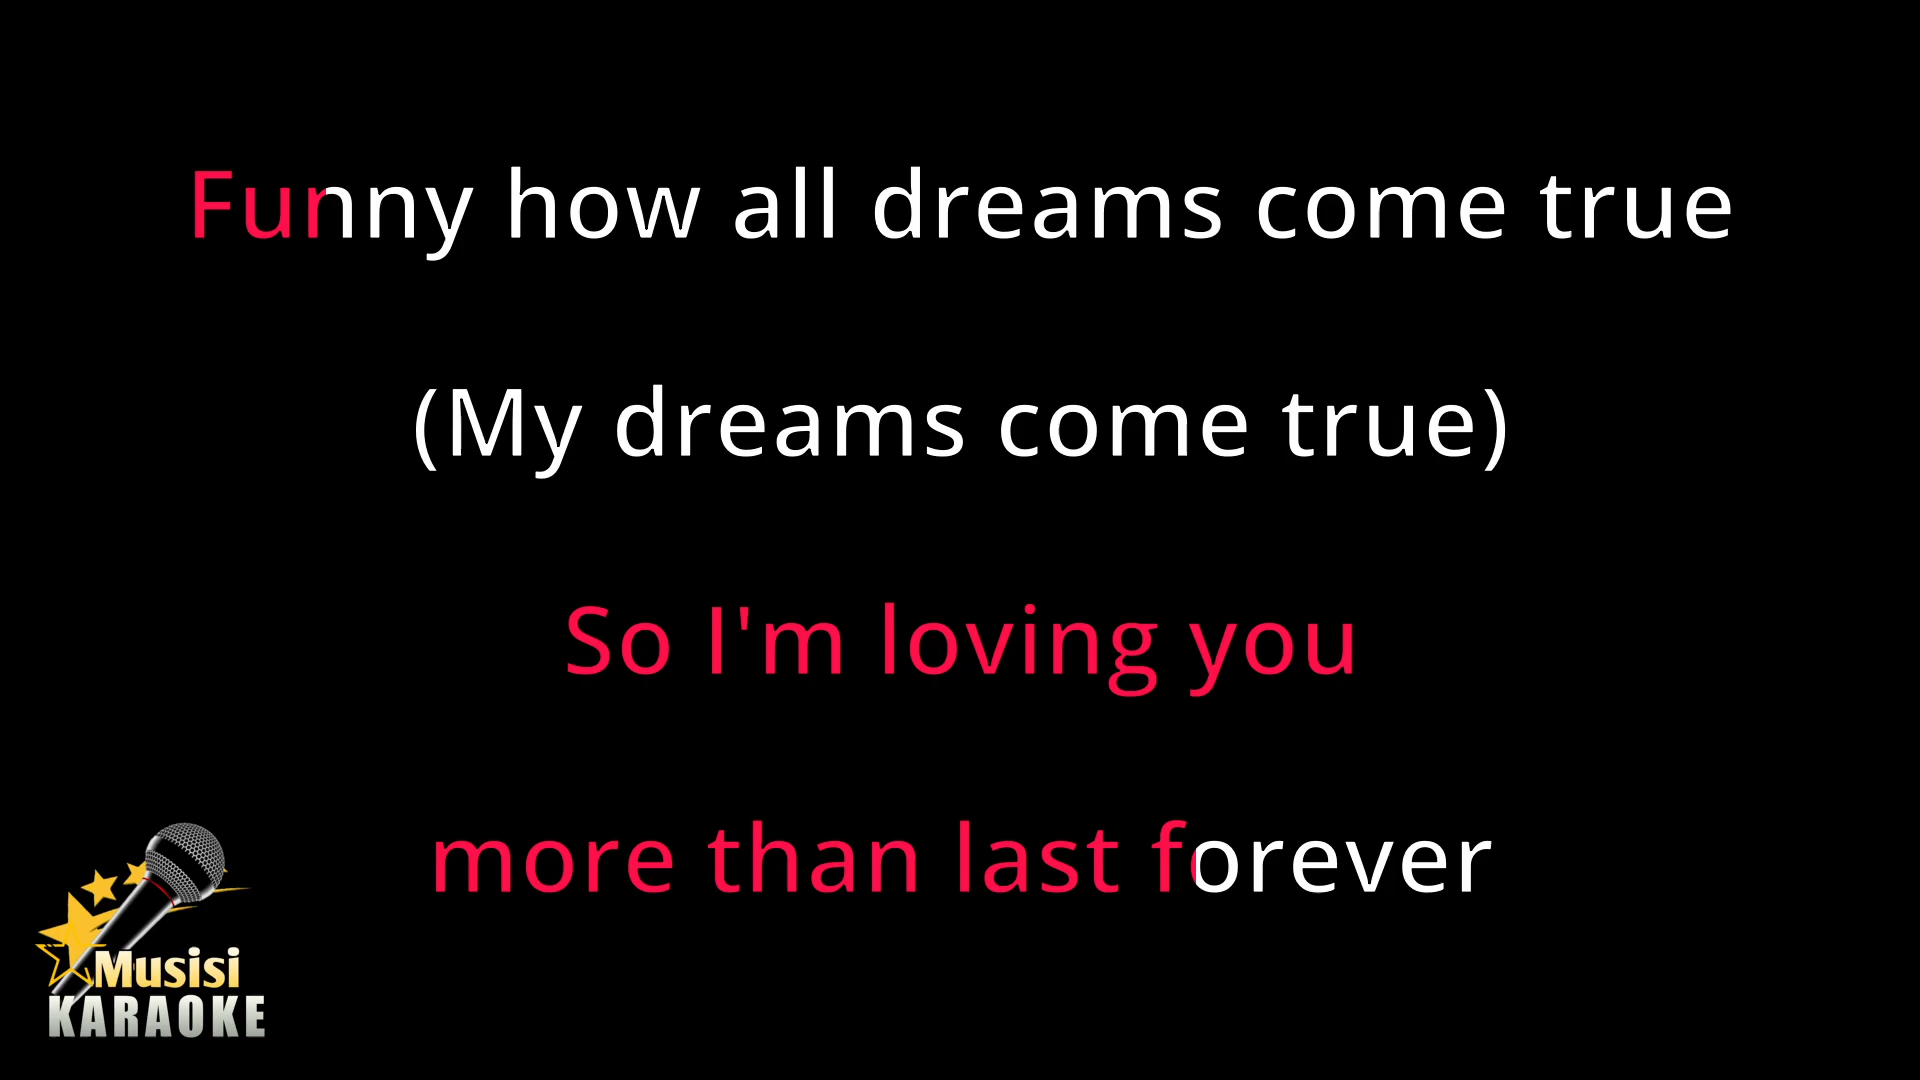 Funny how all dreams come true
(My dreams come true)
So I'm loving you
more than last forever
Musisi
KARAOKE